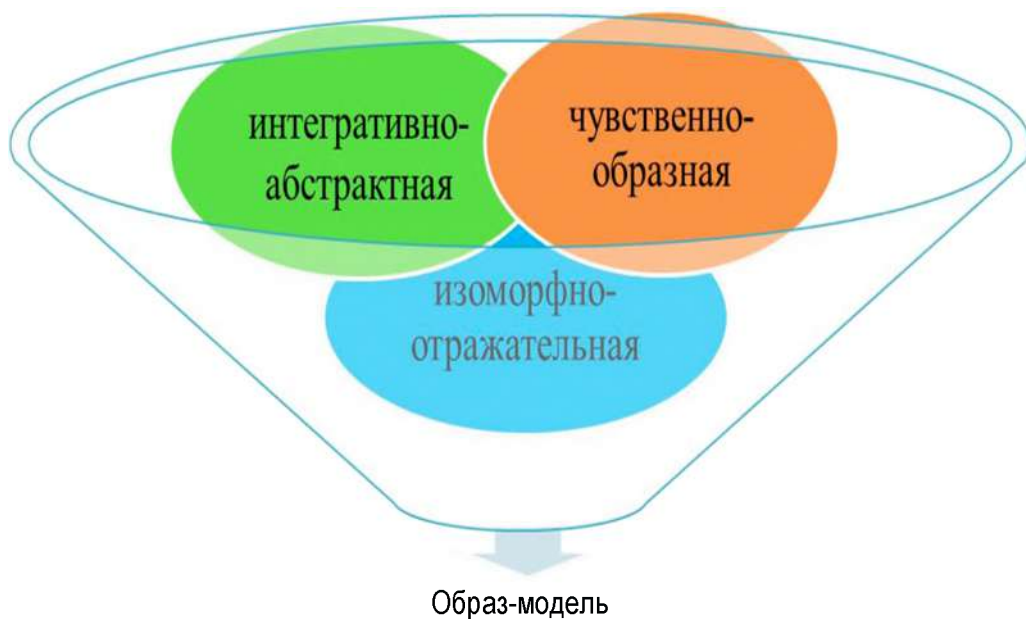 интегративно-
абстрактная
чувственно-
образная
изоморфно-
отражательная
Образ-модель